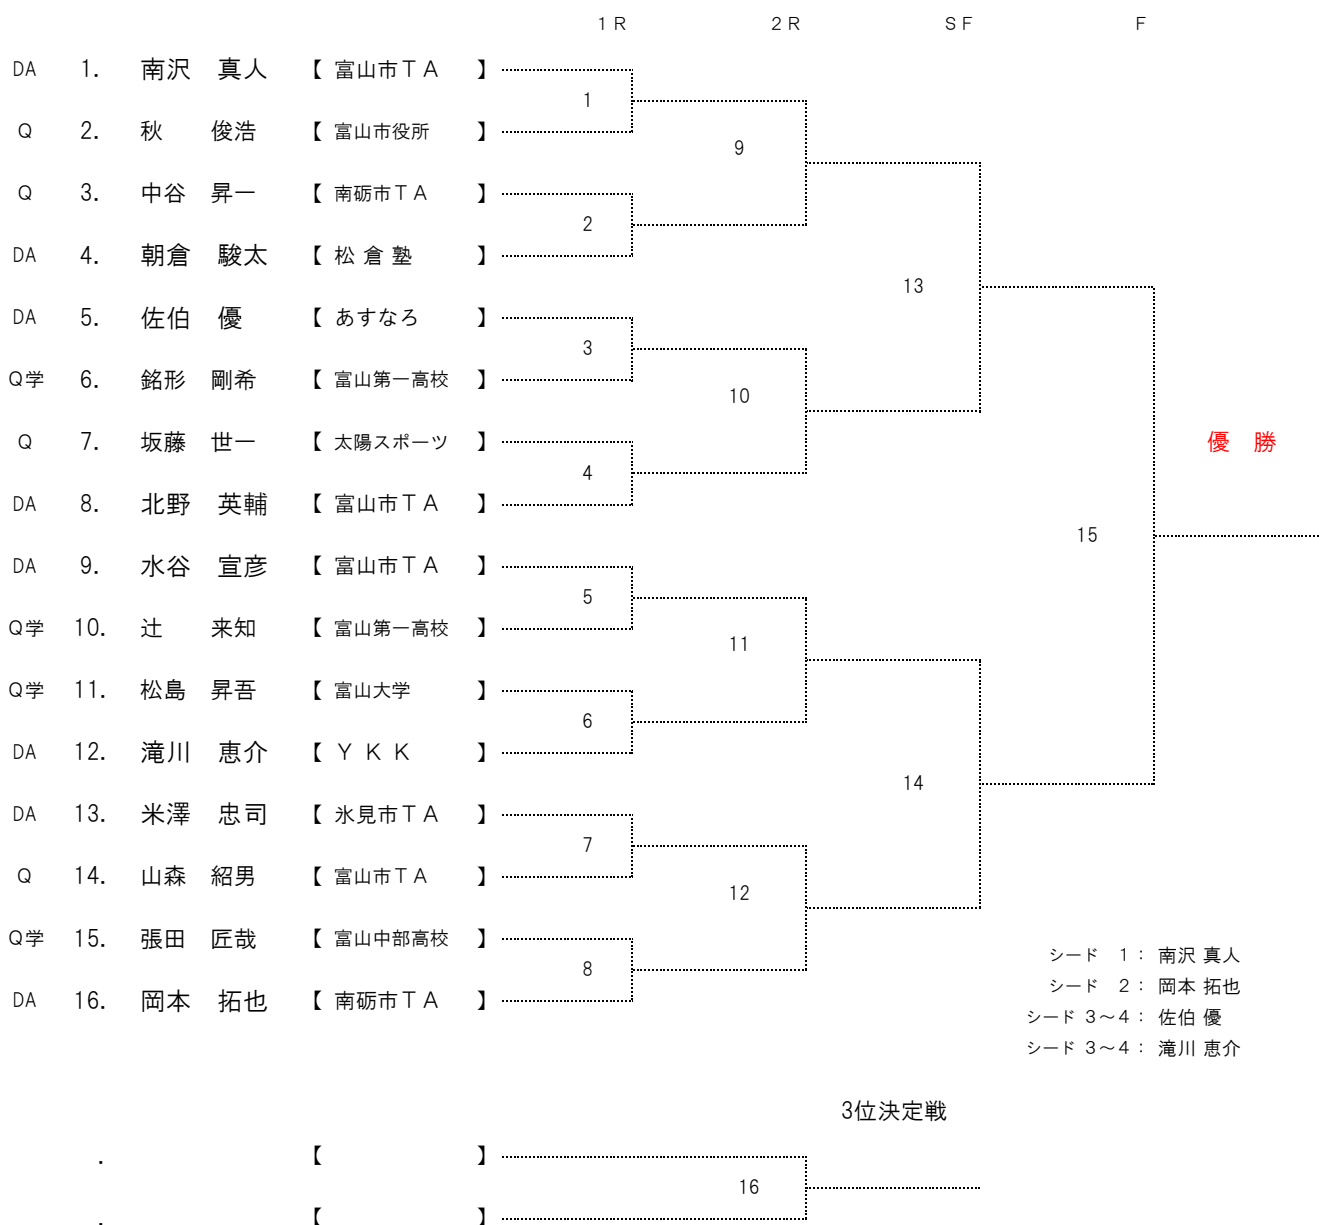 １Ｒ ２Ｒ ＳＦ Ｆ
DA 1. 南沢　真人 【 富山市ＴＡ 】
1
Q 2. 秋　　俊浩 【 富山市役所 】
9
Q 3. 中谷　昇一 【 南砺市ＴＡ 】
2
DA 4. 朝倉　駿太 【 松 倉 塾 】
13
DA 5. 佐伯　優 【 あすなろ 】
3
Q学 6. 銘形　剛希 【 富山第一高校 】
10
Q 7. 坂藤　世一 【 太陽スポーツ 】 優　勝
4
DA 8. 北野　英輔 【 富山市ＴＡ 】
15
DA 9. 水谷　宣彦 【 富山市ＴＡ 】
5
Q学 10. 辻　　来知 【 富山第一高校 】
11
Q学 11. 松島　昇吾 【 富山大学 】
6
DA 12. 滝川　恵介 【 Ｙ Ｋ Ｋ 】
14
DA 13. 米澤　忠司 【 氷見市ＴＡ 】
7
Q 14. 山森　紹男 【 富山市ＴＡ 】
12
Q学 15. 張田　匠哉 【 富山中部高校 】
シード　1： 南沢 真人
8
シード　2： 岡本 拓也
DA 16. 岡本　拓也 【 南砺市ＴＡ 】
シード 3～4： 佐伯 優
シード 3～4： 滝川 恵介
3位決定戦
. 【 】
16
. 【 】